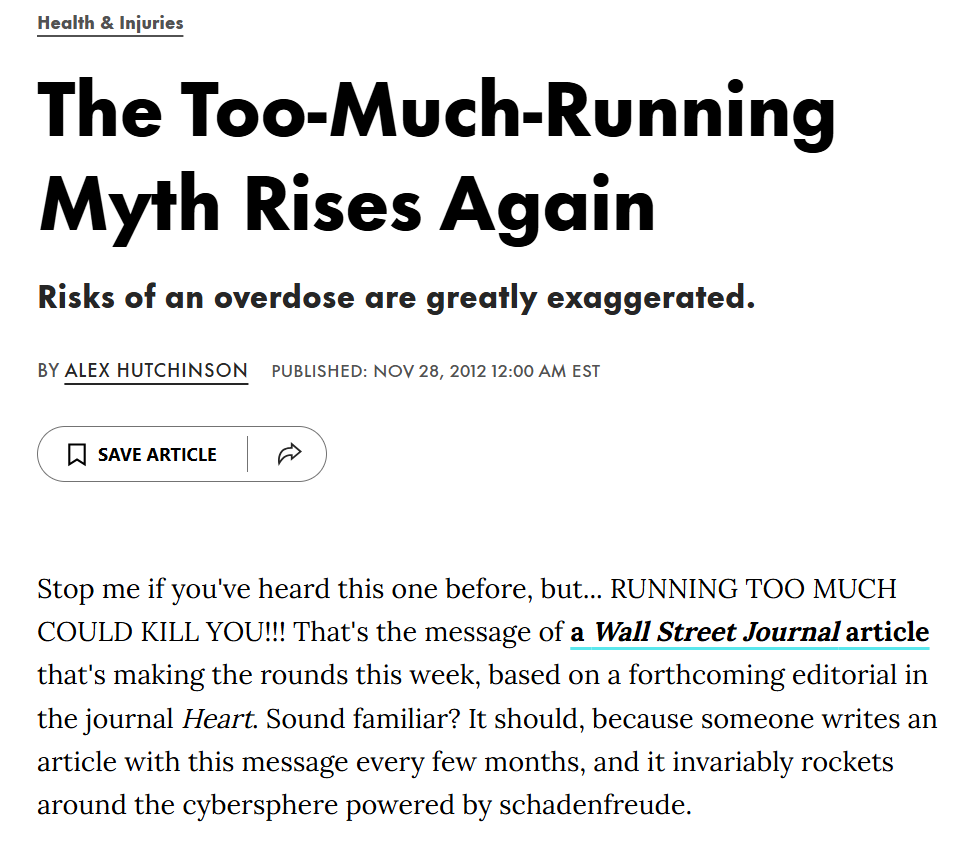 Health & Injuries
The Too-Much-Running
Myth Rises Again
Risks of an overdose are greatly exaggerated.
BY ALEX HUTCHINSON PUBLISHED: NOV 28, 2012 12:00 AM EST
SAVE ARTICLE
Stop me if you've heard this one before, but... RUNNING TOO MUCH
COULD KILL YOU!!! That's the message of a Wall Street Journal article
that's making the rounds this week, based on a forthcoming editorial in
the journal Heart. Sound familiar? It should, because someone writes an
article with this message every few months, and it invariably rockets
around the cybersphere powered by schadenfreude.